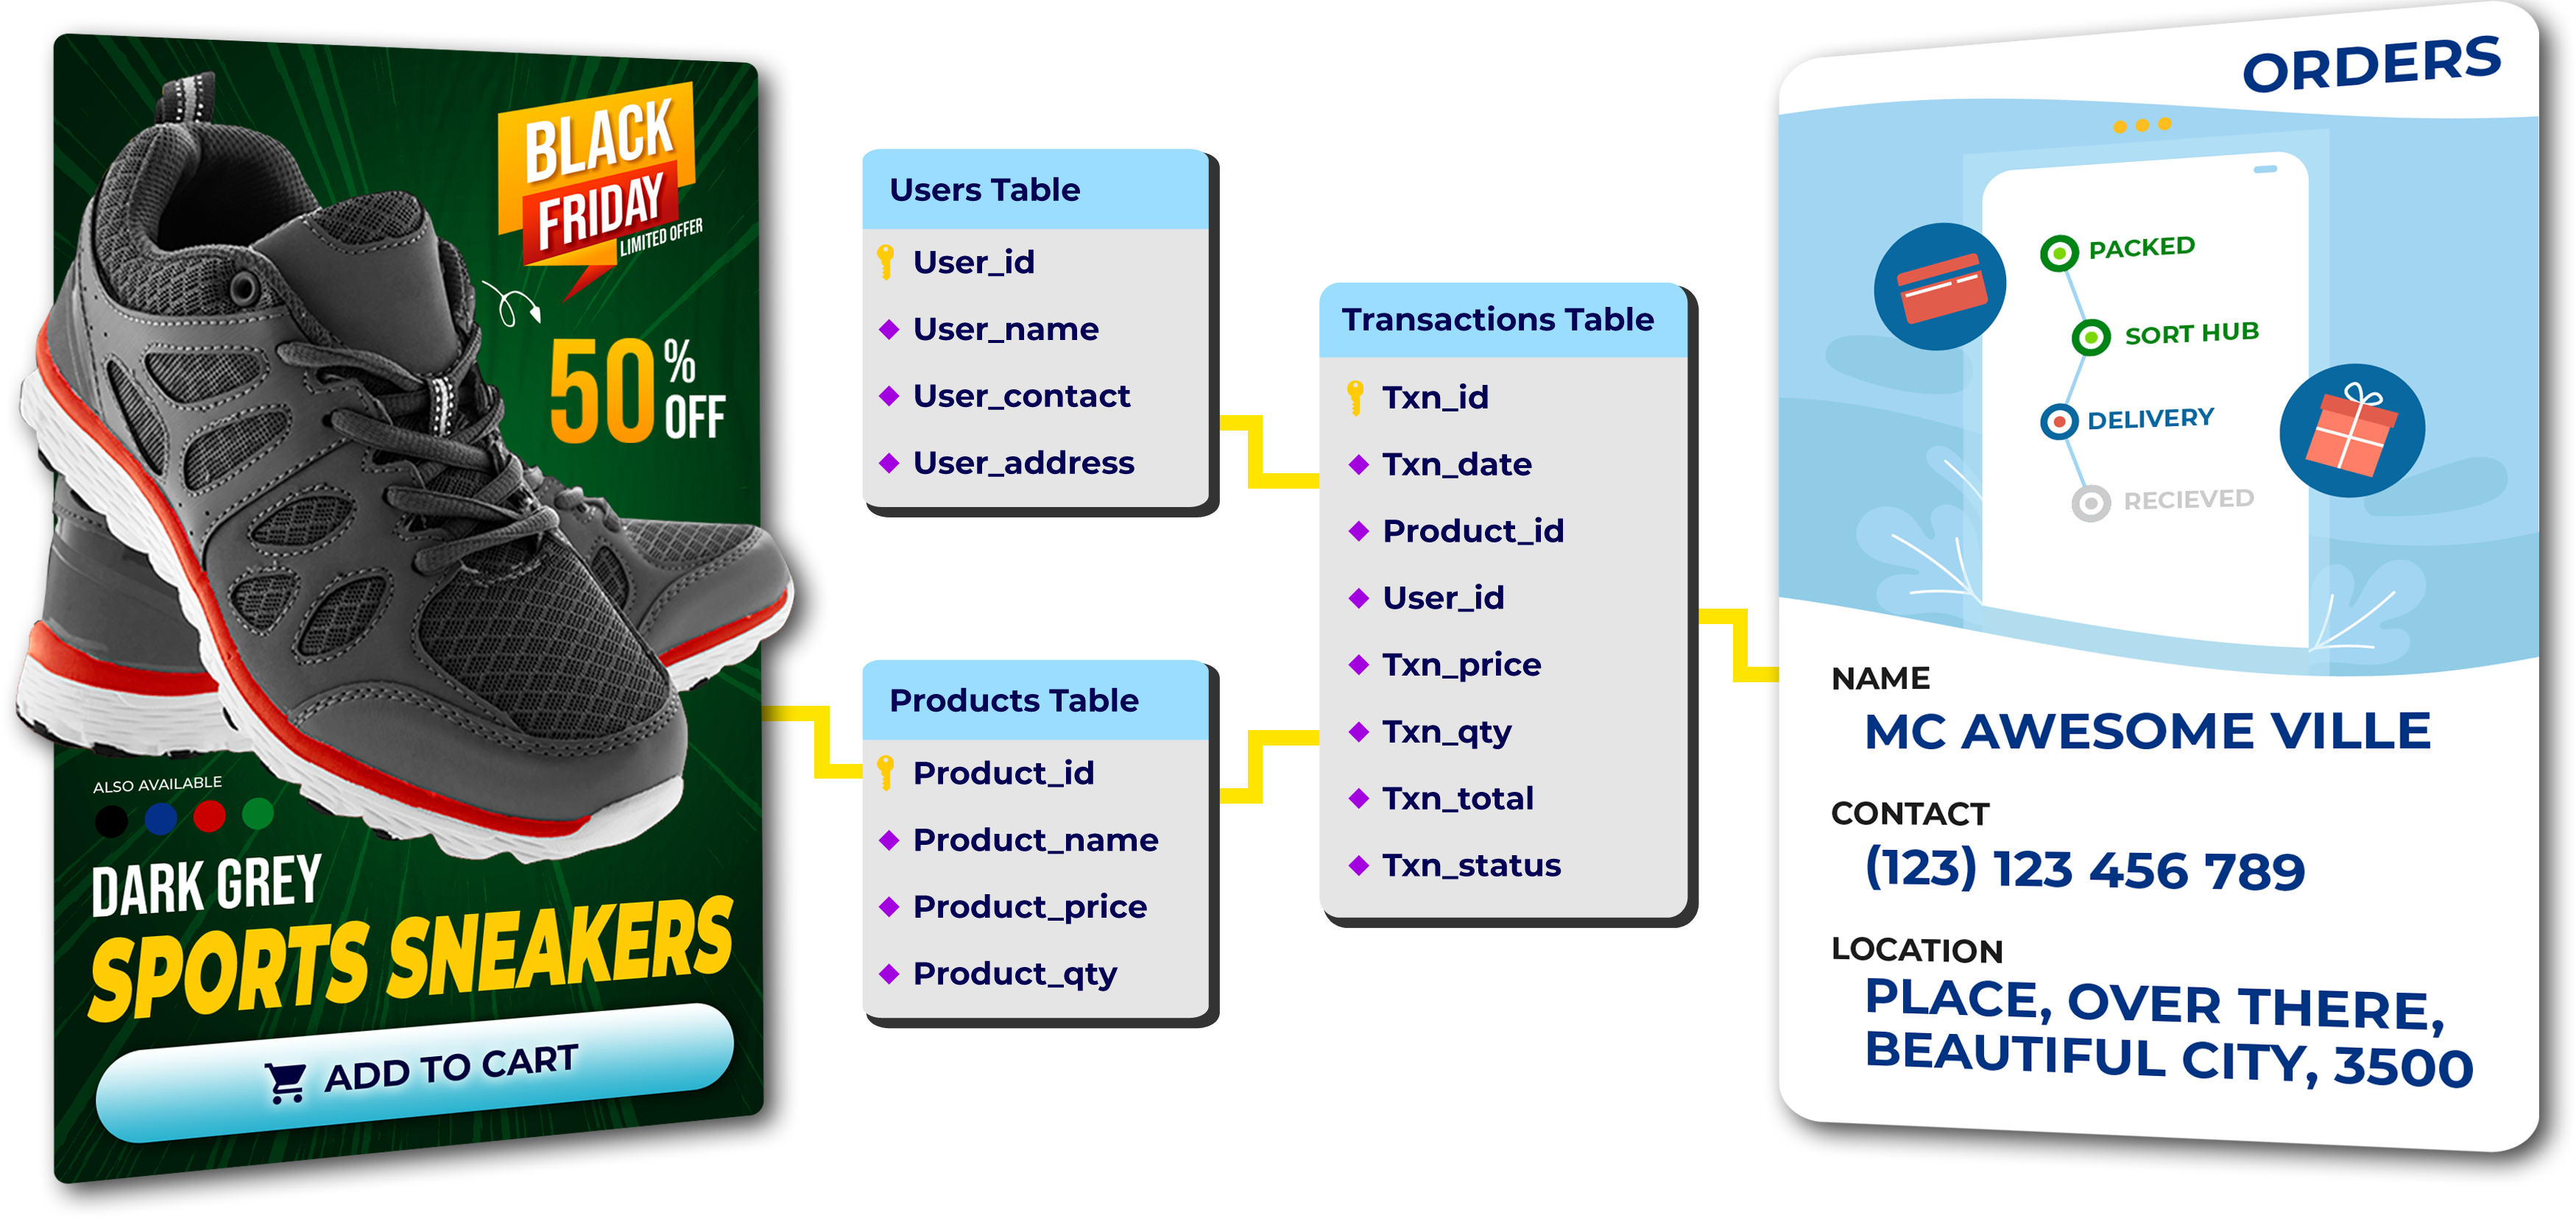 BLACK
FRIDAY
LIMITED OFFER
50%
OFF
ALSO AVAILABLE
DARK GREY
SPORTS SNEAKERS
ADD TO CART
Users Table
User_id
User_name
User_contact
User_address
Products Table
Product_id
Product_name
Product_price
Product_qty
Transactions Table
Txn_id
Txn_date
Product_id
User_id
Txn_price
Txn_qty
Txn_total
Txn_status
ORDERS
PACKED
SORT HUB
DELIVERY
RECIEVED
NAME
MC AWESOME VILLE
CONTACT
(123) 123 456 789
LOCATION
PLACE, OVER THERE,
BEAUTIFUL CITY, 3500